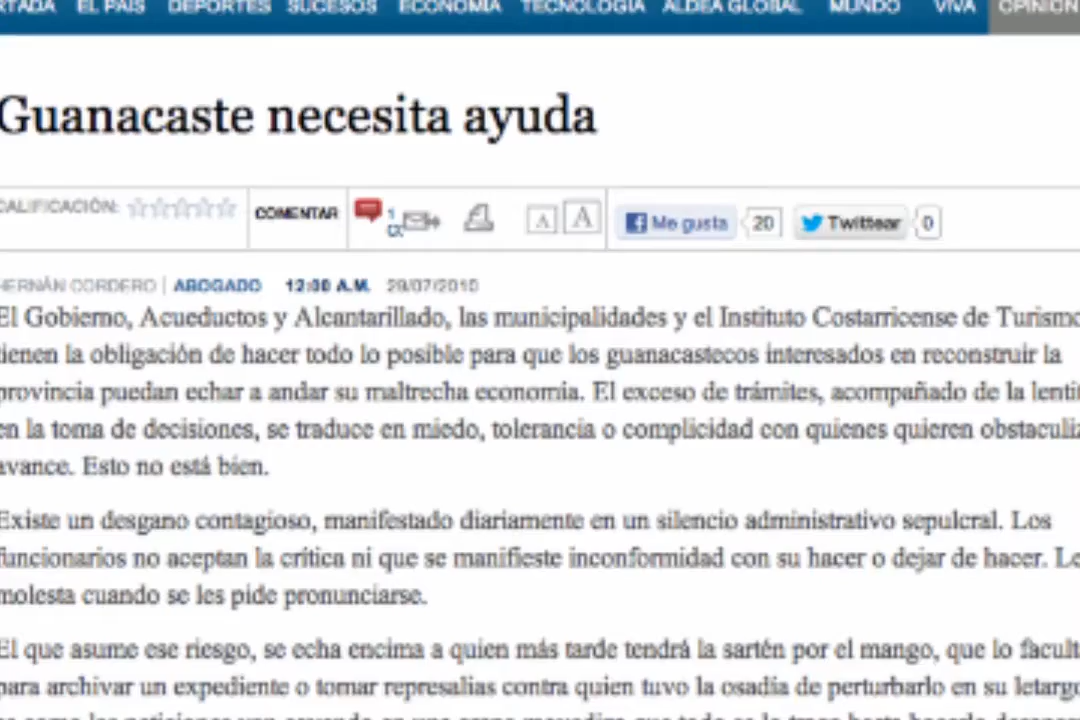 RTADA EL PAÍS DEPORTES SUCESOS ECONOMÍA TECNOLOGÍA ALDEA GLOBAL MUNDO VIVA OPINIÓN
Guanacaste necesita ayuda
CALIFICACIÓN: COMENTAR 1 A A Me gusta 20 Twittear 0
HERNÁN CORDERO | ABOGADO 12:00 A.M. 29/07/2010
El Gobierno, Acueductos y Alcantarillado, las municipalidades y el Instituto Costarricense de Turismo
tienen la obligación de hacer todo lo posible para que los guanacastecos interesados en reconstruir la
provincia puedan echar a andar su maltrecha economía. El exceso de trámites, acompañado de la lentit
en la toma de decisiones, se traduce en miedo, tolerancia o complicidad con quienes quieren obstaculiz
avance. Esto no está bien.
Existe un desgano contagioso, manifestado diariamente en un silencio administrativo sepulcral. Los
funcionarios no aceptan la crítica ni que se manifieste inconformidad con su hacer o dejar de hacer. Le
molesta cuando se les pide pronunciarse.
El que asume ese riesgo, se echa encima a quien más tarde tendrá la sartén por el mango, que lo facult
para archivar un expediente o tomar represalias contra quien tuvo la osadía de perturbarlo en su letargo